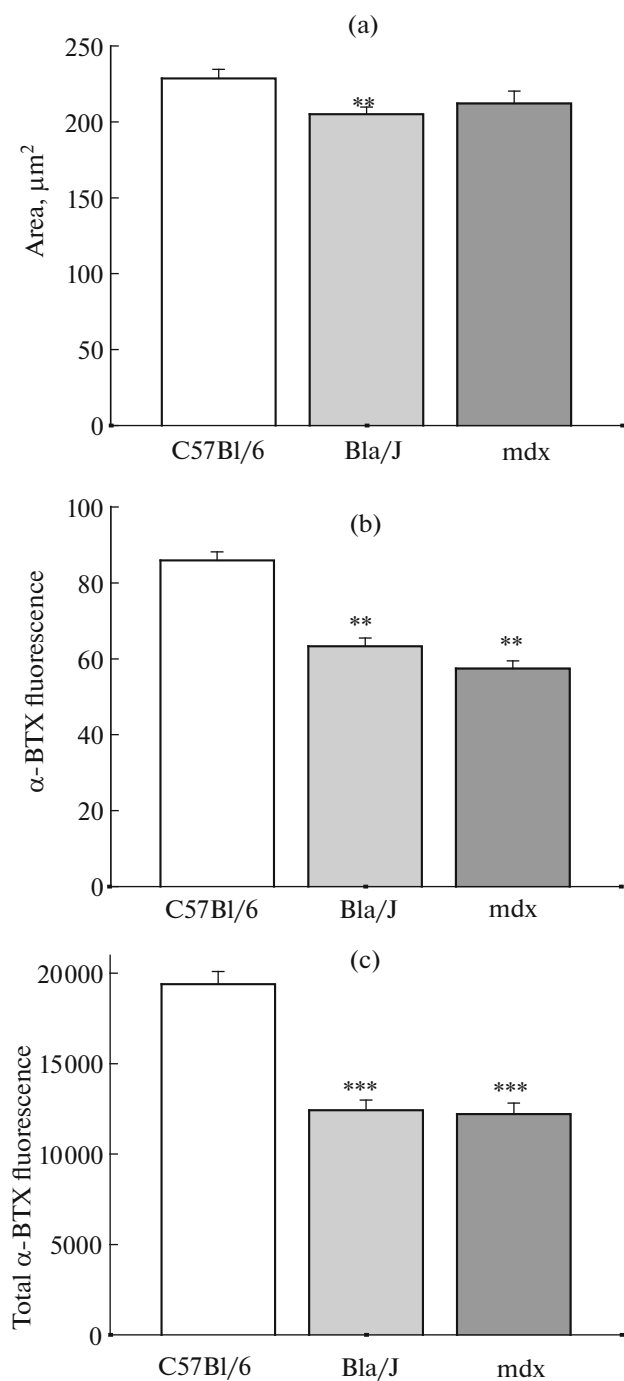 (a)
250
200
150
100
50
0
Area, μm²
**
C57Bl/6 Bla/J mdx
(b)
100
80
60
40
20
0
α-BTX fluorescence
** **
C57Bl/6 Bla/J mdx
(c)
20000
15000
10000
5000
0
Total α-BTX fluorescence
*** ***
C57Bl/6 Bla/J mdx